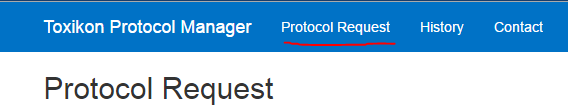 Toxikon Protocol Manager Protocol Request History Contact
Protocol Request